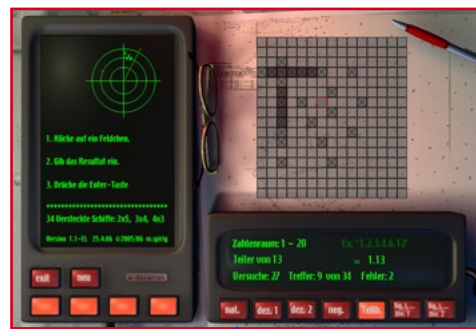 1. Klicke auf ein Feldchen.
2. Gib das Resultat ein.
3. Drücke die Enter-Taste
************************************
34 Versteckte Schiffe: 2x5, 3x4, 4x3
Version 1.1-EL 25.4.06 ©2005/06 m.spirig
exit neu
Zahlenraum: 1 - 20 Ex. "1.2.3.4.6.12"
Teiler von 13 = 1.13
Versuche: 27 Treffer: 9 von 34 Fehler: 2
nat. dez. 1 dez. 2 neg. Teilb.